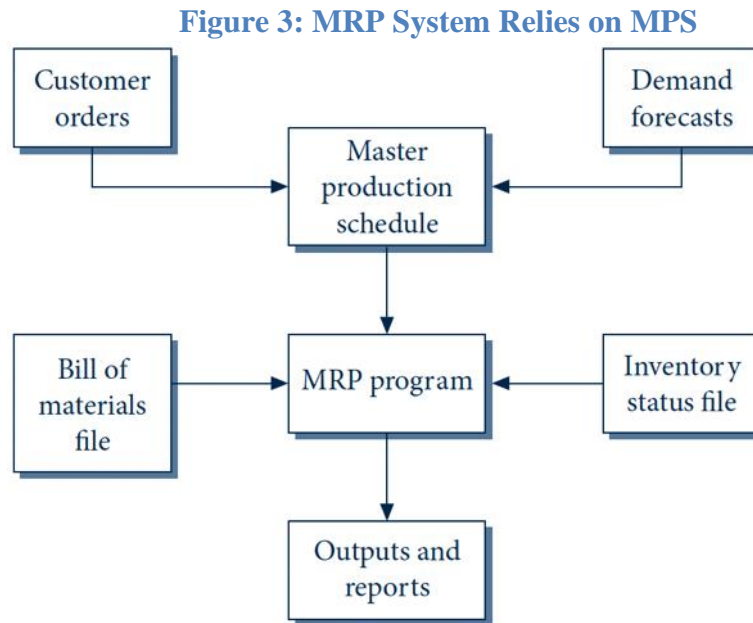 Figure 3: MRP System Relies on MPS
Customer
orders
Demand
forecasts
Master
production
schedule
Bill of
materials
file
MRP program
Inventory
status file
Outputs and
reports